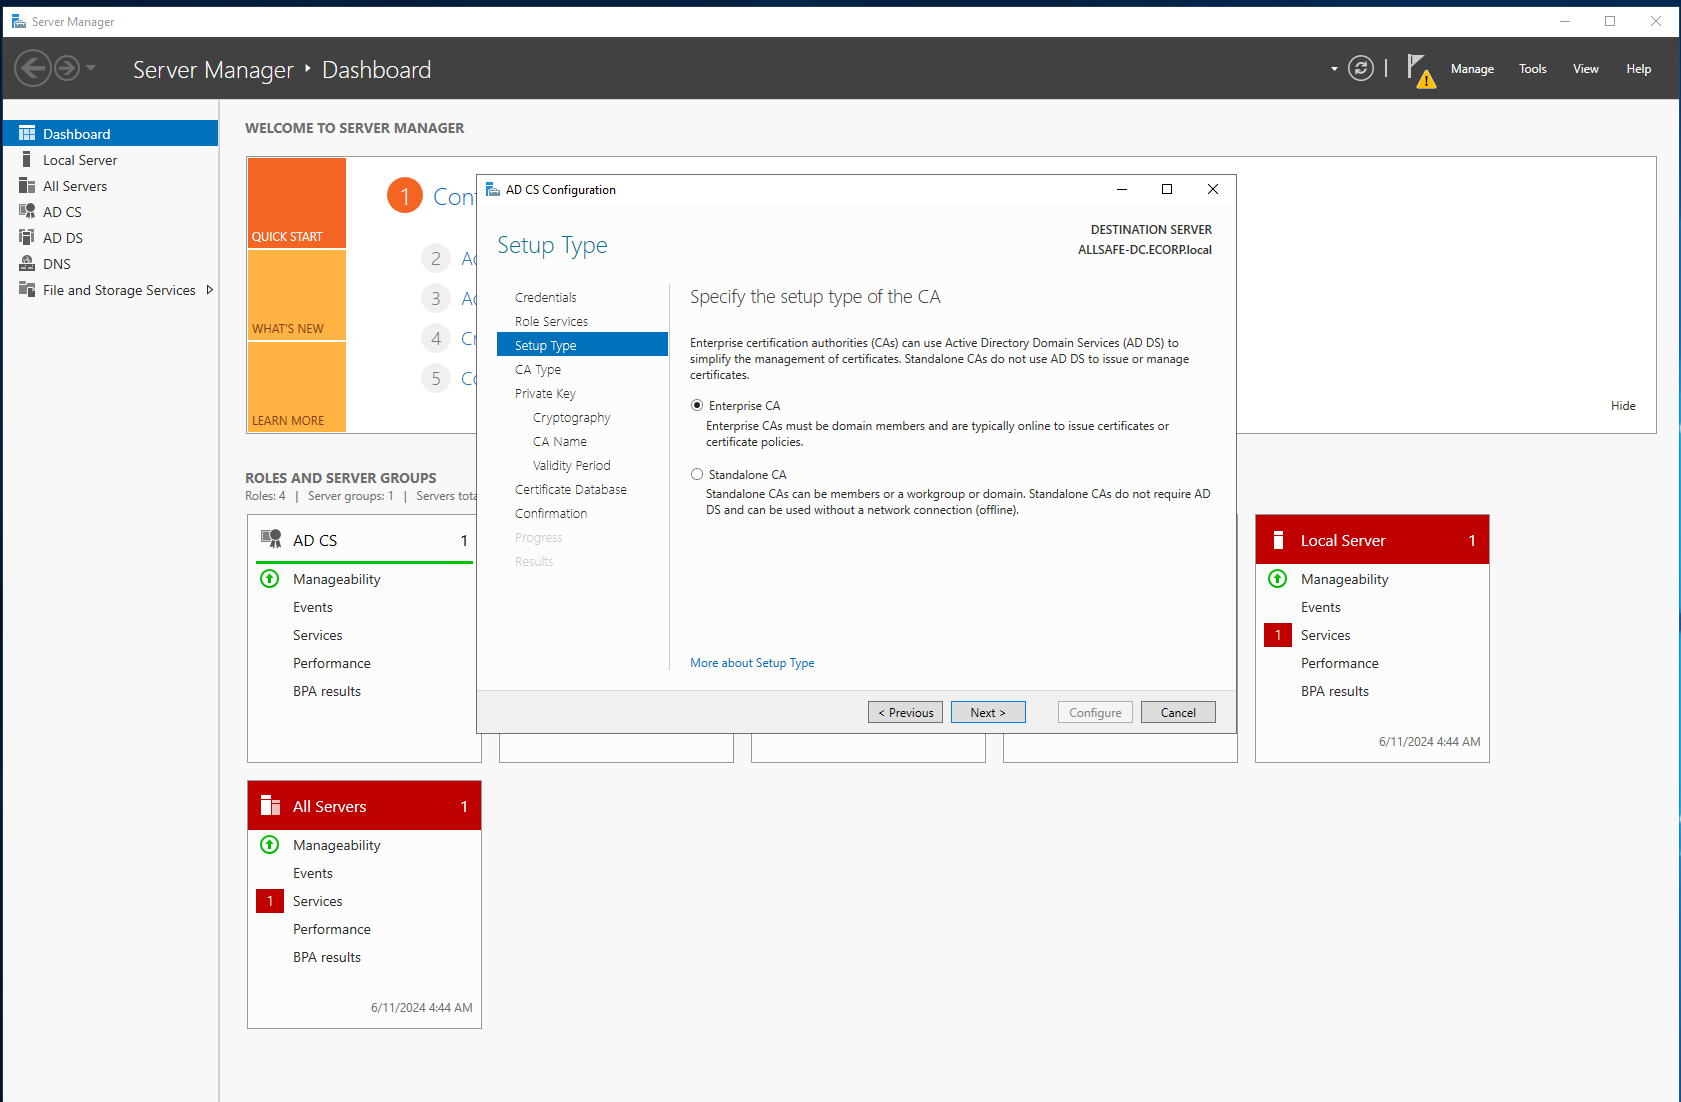 Server Manager
Server Manager ‣ Dashboard
Manage
Tools
View
Help
Dashboard
Local Server
All Servers
AD CS
AD DS
DNS
File and Storage Services
WELCOME TO SERVER MANAGER
QUICK START
WHAT'S NEW
LEARN MORE
1
2
3
4
5
Hide
AD CS Configuration
Setup Type
DESTINATION SERVER
ALLSAFE-DC.ECORP.local
Credentials
Role Services
Setup Type
CA Type
Private Key
Cryptography
CA Name
Validity Period
Certificate Database
Confirmation
Progress
Results
Specify the setup type of the CA
Enterprise certification authorities (CAs) can use Active Directory Domain Services (AD DS) to
simplify the management of certificates. Standalone CAs do not use AD DS to issue or manage
certificates.
Enterprise CA
Enterprise CAs must be domain members and are typically online to issue certificates or
certificate policies.
Standalone CA
Standalone CAs can be members or a workgroup or domain. Standalone CAs do not require AD
DS and can be used without a network connection (offline).
More about Setup Type
< Previous
Next >
Configure
Cancel
ROLES AND SERVER GROUPS
Roles: 4 | Server groups: 1 | Servers
AD CS 1
Manageability
Events
Services
Performance
BPA results
Local Server 1
Manageability
Events
1 Services
Performance
BPA results
6/11/2024 4:44 AM
All Servers 1
Manageability
Events
1 Services
Performance
BPA results
6/11/2024 4:44 AM